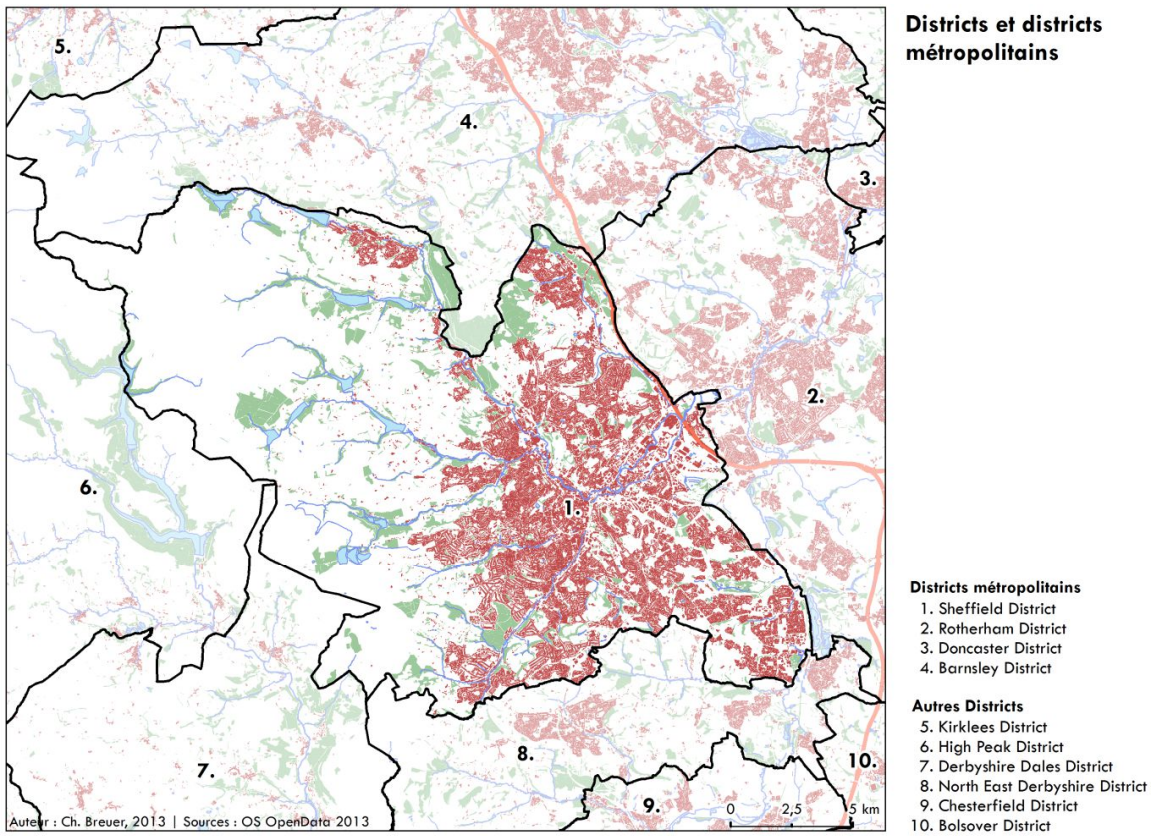 Districts et districts
métropolitains
5.
4.
3.
2.
6.
1.
7.
8.
9.
10.
0 2,5 5 km
Auteur : Ch. Breuer, 2013 | Sources : OS OpenData 2013
Districts métropolitains
1. Sheffield District
2. Rotherham District
3. Doncaster District
4. Barnsley District
Autres Districts
5. Kirklees District
6. High Peak District
7. Derbyshire Dales District
8. North East Derbyshire District
9. Chesterfield District
10. Bolsover District